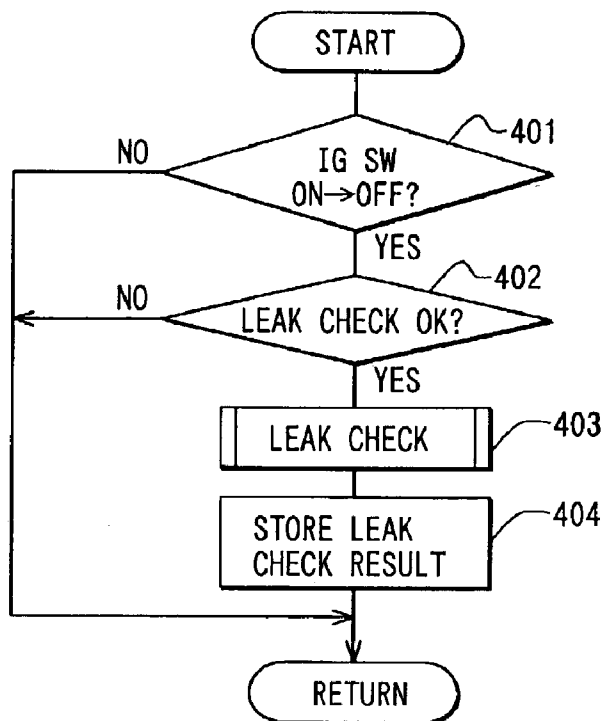 START
401
NO
IG SW
ON→OFF?
YES
402
NO
LEAK CHECK OK?
YES
LEAK CHECK
403
STORE LEAK
CHECK RESULT
404
RETURN